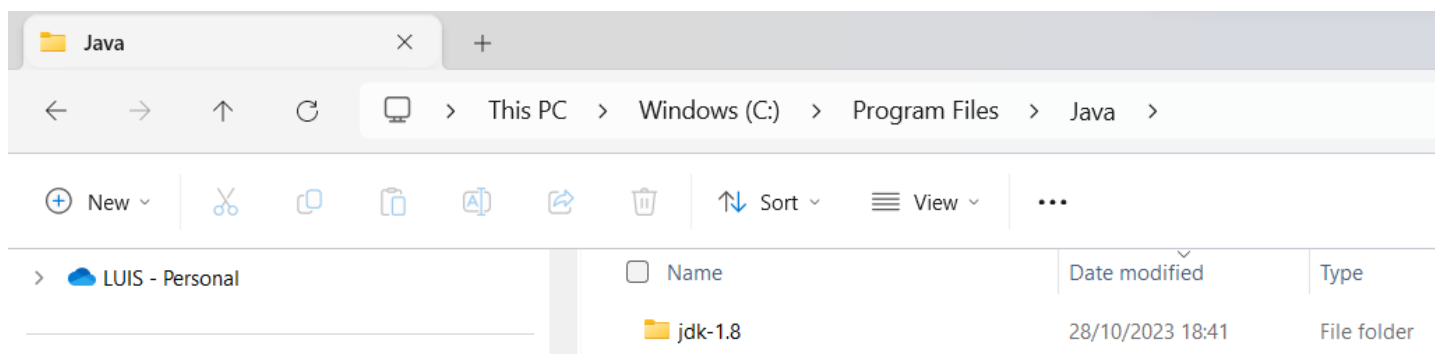 Java
This PC > Windows (C:) > Program Files > Java >
New Sort View ...
LUIS - Personal Name Date modified Type
jdk-1.8 28/10/2023 18:41 File folder